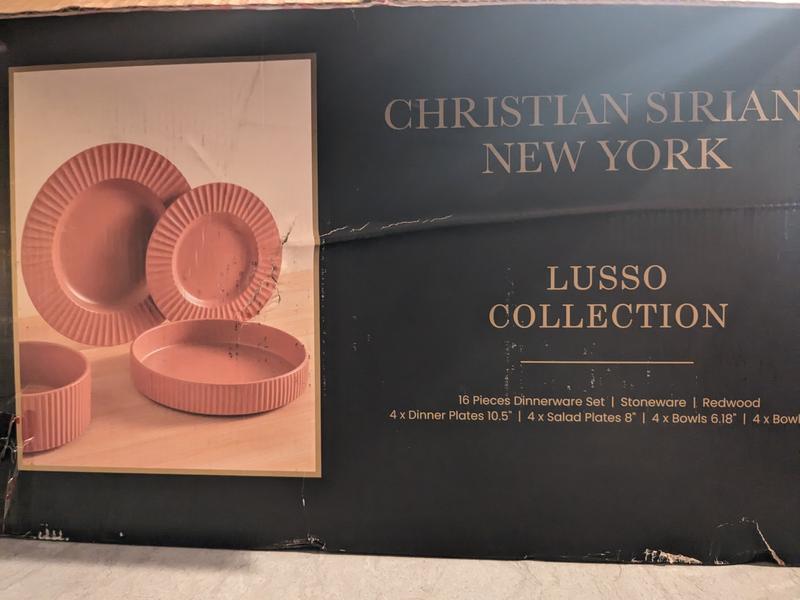 CHRISTIAN SIRIAN
NEW YORK
LUSSO
COLLECTION
16 Pieces Dinnerware Set | Stoneware | Redwood
4 x Dinner Plates 10.5" | 4 x Salad Plates 8" | 4 x Bowls 6.18" | 4 x Bowl